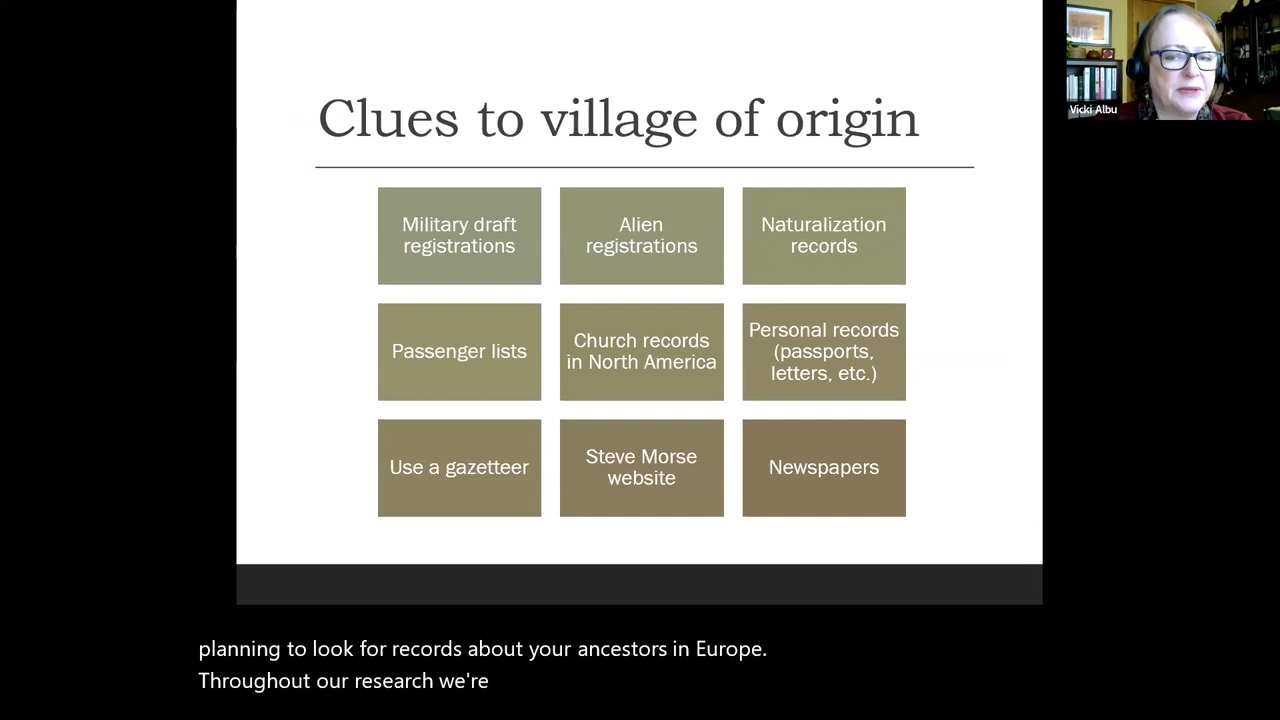 Clues to village of origin
Military draft
registrations
Alien
registrations
Naturalization
records
Passenger lists
Church records
in North America
Personal records
(passports,
letters, etc.)
Use a gazetteer
Steve Morse
website
Newspapers
Vicki Albu
planning to look for records about your ancestors in Europe.
Throughout our research we're